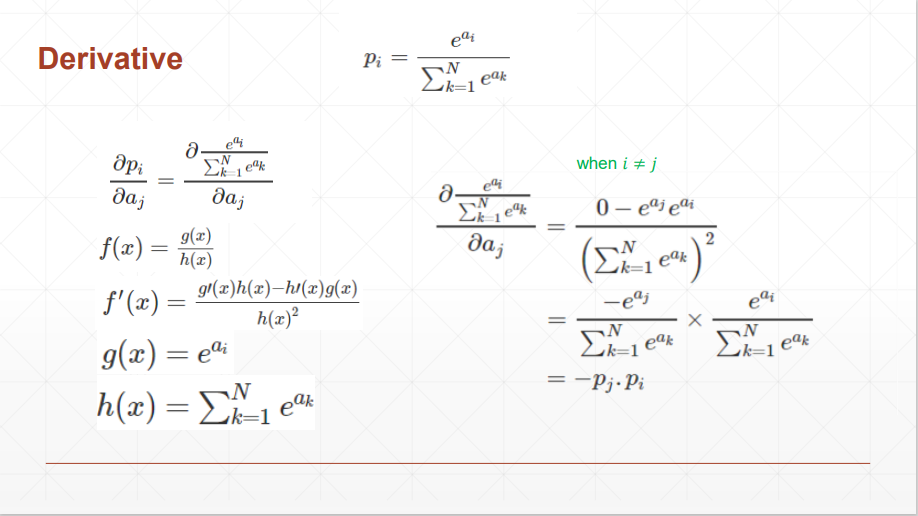 Derivative
p_i = \frac{e^{a_i}}{\sum_{k=1}^{N} e^{a_k}}
\frac{\partial p_i}{\partial a_j} = \frac{\partial \frac{e^{a_i}}{\sum_{k=1}^{N} e^{a_k}}}{\partial a_j}
f(x) = \frac{g(x)}{h(x)}
f'(x) = \frac{g\prime(x)h(x)-h\prime(x)g(x)}{h(x)^2}
g(x) = e^{a_i}
h(x) = \sum_{k=1}^{N} e^{a_k}
when i ≠ j
\frac{\partial \frac{e^{a_i}}{\sum_{k=1}^{N} e^{a_k}}}{\partial a_j} = \frac{0 - e^{a_j} e^{a_i}}{\left(\sum_{k=1}^{N} e^{a_k}\right)^2}
= \frac{-e^{a_j}}{\sum_{k=1}^{N} e^{a_k}} × \frac{e^{a_i}}{\sum_{k=1}^{N} e^{a_k}}
= -p_j . p_i